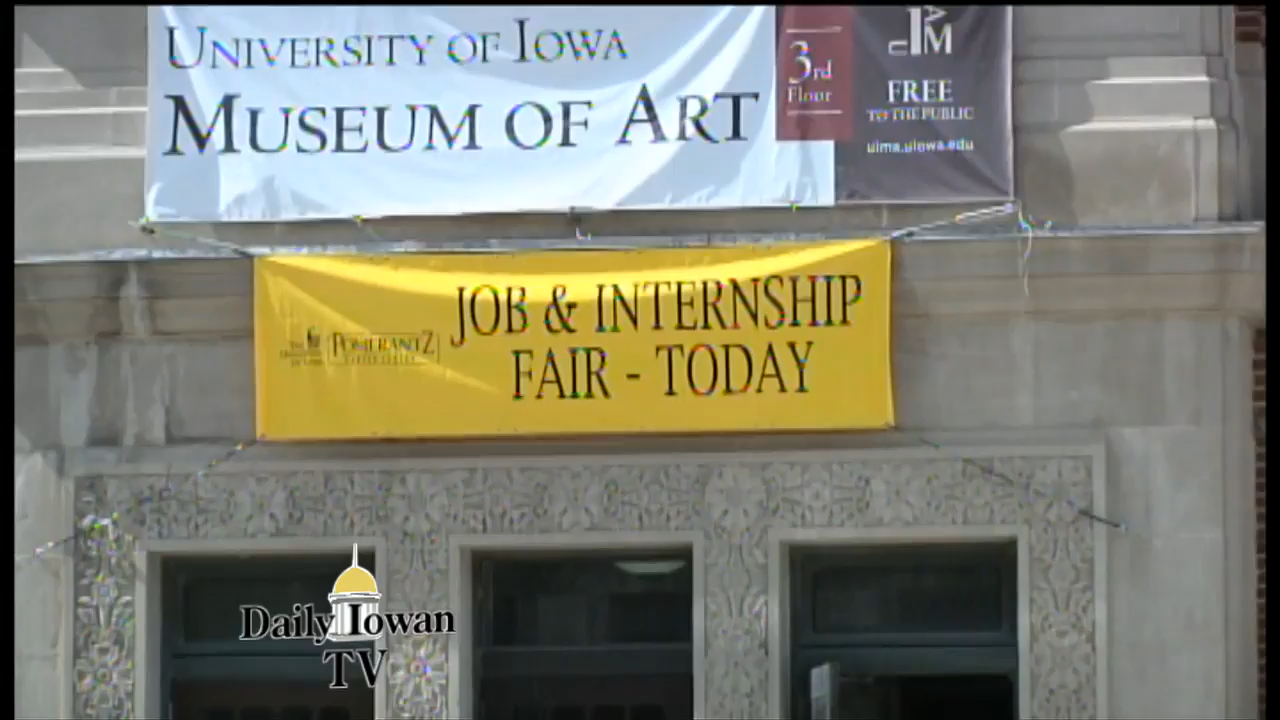 UNIVERSITY OF IOWA
MUSEUM OF ART
3rd
Floor
UIMA
FREE
TO THE PUBLIC
uima.uiowa.edu
JOB & INTERNSHIP
FAIR - TODAY
POMERANTZ
Daily Iowan
TV